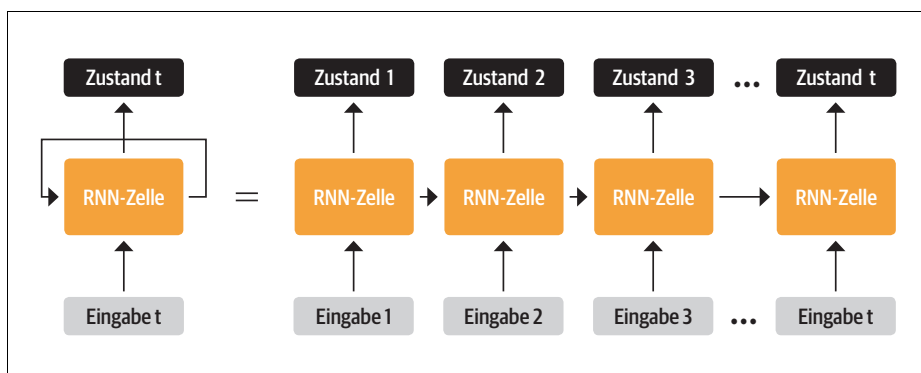 Zustand t
Zustand 1
Zustand 2
Zustand 3
...
Zustand t
RNN-Zelle
=
RNN-Zelle
RNN-Zelle
RNN-Zelle
RNN-Zelle
Eingabe t
Eingabe 1
Eingabe 2
Eingabe 3
...
Eingabe t